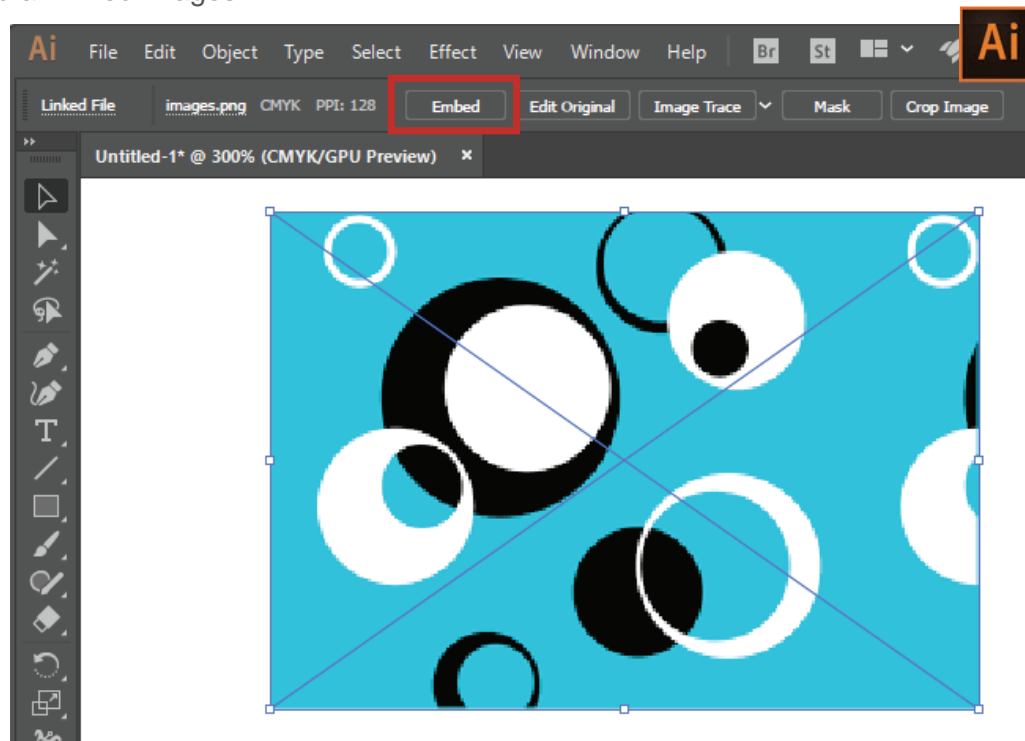 Ai File Edit Object Type Select Effect View Window Help Br St
Ai
Linked File images.png CMYK PPI: 128 Embed Edit Original Image Trace Mask Crop Image
Untitled-1* @ 300% (CMYK/GPU Preview) ×
T